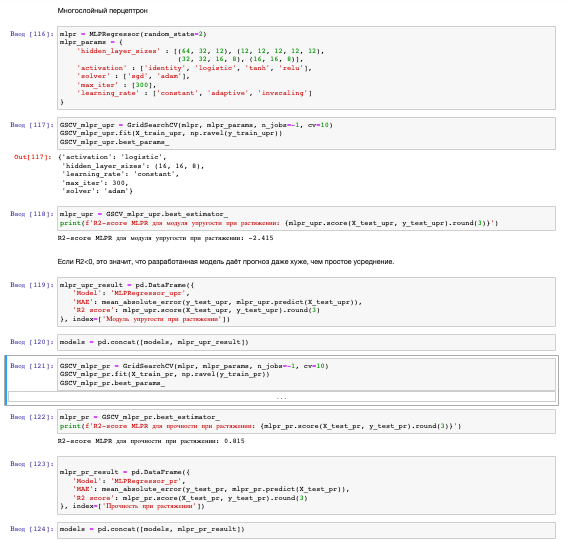 Многослойный перцептрон
Ввод [116]: mlpr = MLPRegressor(random_state=2)
mlpr_params = {
'hidden_layer_sizes' : [(64, 32, 12), (12, 12, 12, 12, 12),
(32, 32, 16, 8), (16, 16, 8)],
'activation' : ['identity', 'logistic', 'tanh', 'relu'],
'solver' : ['sgd', 'adam'],
'max_iter' : [300],
'learning_rate' : ['constant', 'adaptive', 'invscaling']
}
Ввод [117]: GSCV_mlpr_upr = GridSearchCV(mlpr, mlpr_params, n_jobs=-1, cv=10)
GSCV_mlpr_upr.fit(X_train_upr, np.ravel(y_train_upr))
GSCV_mlpr_upr.best_params_
Out[117]: {'activation': 'logistic',
'hidden_layer_sizes': (16, 16, 8),
'learning_rate': 'constant',
'max_iter': 300,
'solver': 'adam'}
Ввод [118]: mlpr_upr = GSCV_mlpr_upr.best_estimator_
print(f'R2-score MLPR для модуля упругости при растяжении: {mlpr_upr.score(X_test_upr, y_test_upr).round(3)}')
R2-score MLPR для модуля упругости при растяжении: -2.415
Если R2<0, это значит, что разработанная модель даёт прогноз даже хуже, чем простое усреднение.
Ввод [119]: mlpr_upr_result = pd.DataFrame({
'Model': 'MLPRegressor_upr',
'MAE': mean_absolute_error(y_test_upr, mlpr_upr.predict(X_test_upr)),
'R2 score': mlpr_upr.score(X_test_upr, y_test_upr).round(3)
}, index=['Модуль упругости при растяжении'])
Ввод [120]: models = pd.concat([models, mlpr_upr_result])
Ввод [121]: GSCV_mlpr_pr = GridSearchCV(mlpr, mlpr_params, n_jobs=-1, cv=10)
GSCV_mlpr_pr.fit(X_train_pr, np.ravel(y_train_pr))
GSCV_mlpr_pr.best_params_
...
Ввод [122]: mlpr_pr = GSCV_mlpr_pr.best_estimator_
print(f'R2-score MLPR для прочности при растяжении: {mlpr_pr.score(X_test_pr, y_test_pr).round(3)}')
R2-score MLPR для прочности при растяжении: 0.815
Ввод [123]:
mlpr_pr_result = pd.DataFrame({
'Model': 'MLPRegressor_pr',
'MAE': mean_absolute_error(y_test_pr, mlpr_pr.predict(X_test_pr)),
'R2 score': mlpr_pr.score(X_test_pr, y_test_pr).round(3)
}, index=['Прочность при растяжении'])
Ввод [124]: models = pd.concat([models, mlpr_pr_result])